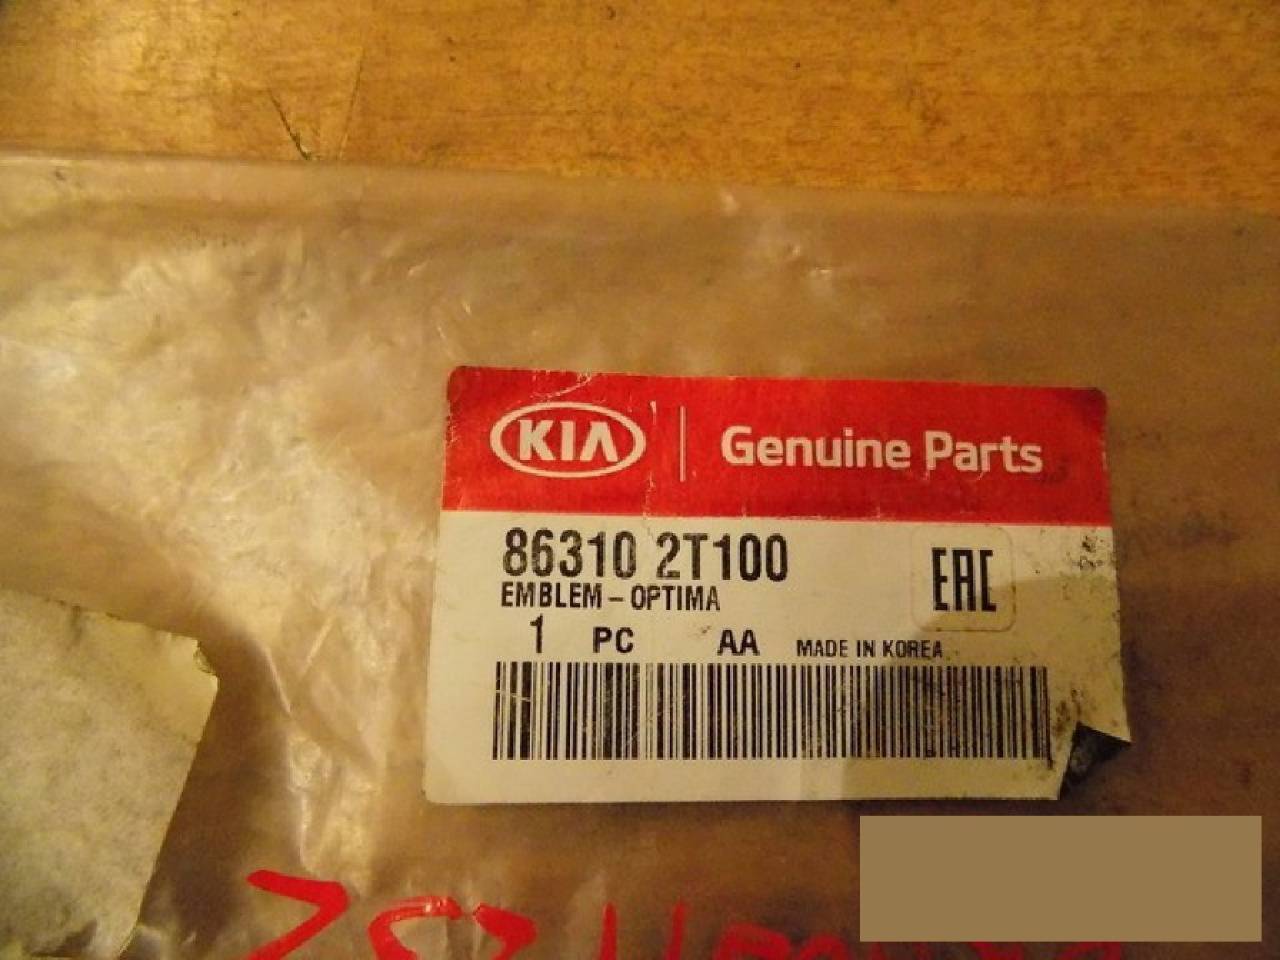 KIA | Genuine Parts
86310 2T100
EAC
EMBLEM - OPTIMA
1 PC AA MADE IN KOREA